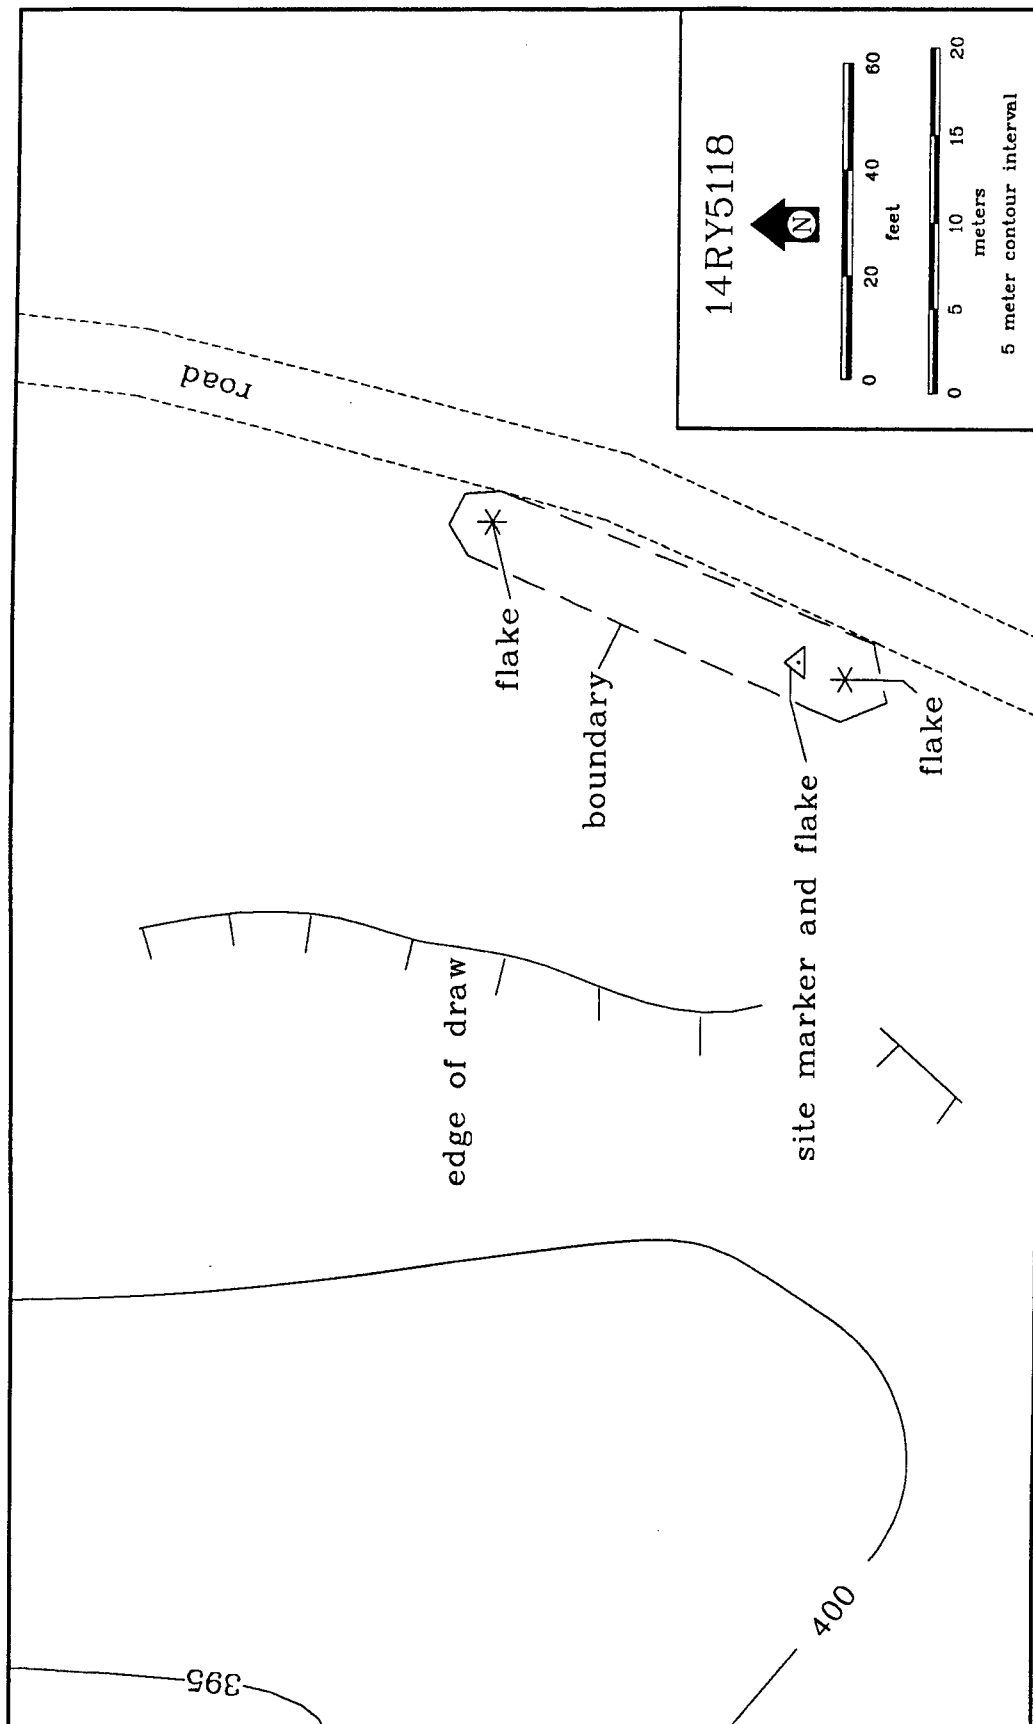 road
flake
boundary
site marker and flake
flake
edge of draw
400
395
14RY5118
N
0 20 40 60
feet
0 5 10 15 20
meters
5 meter contour interval